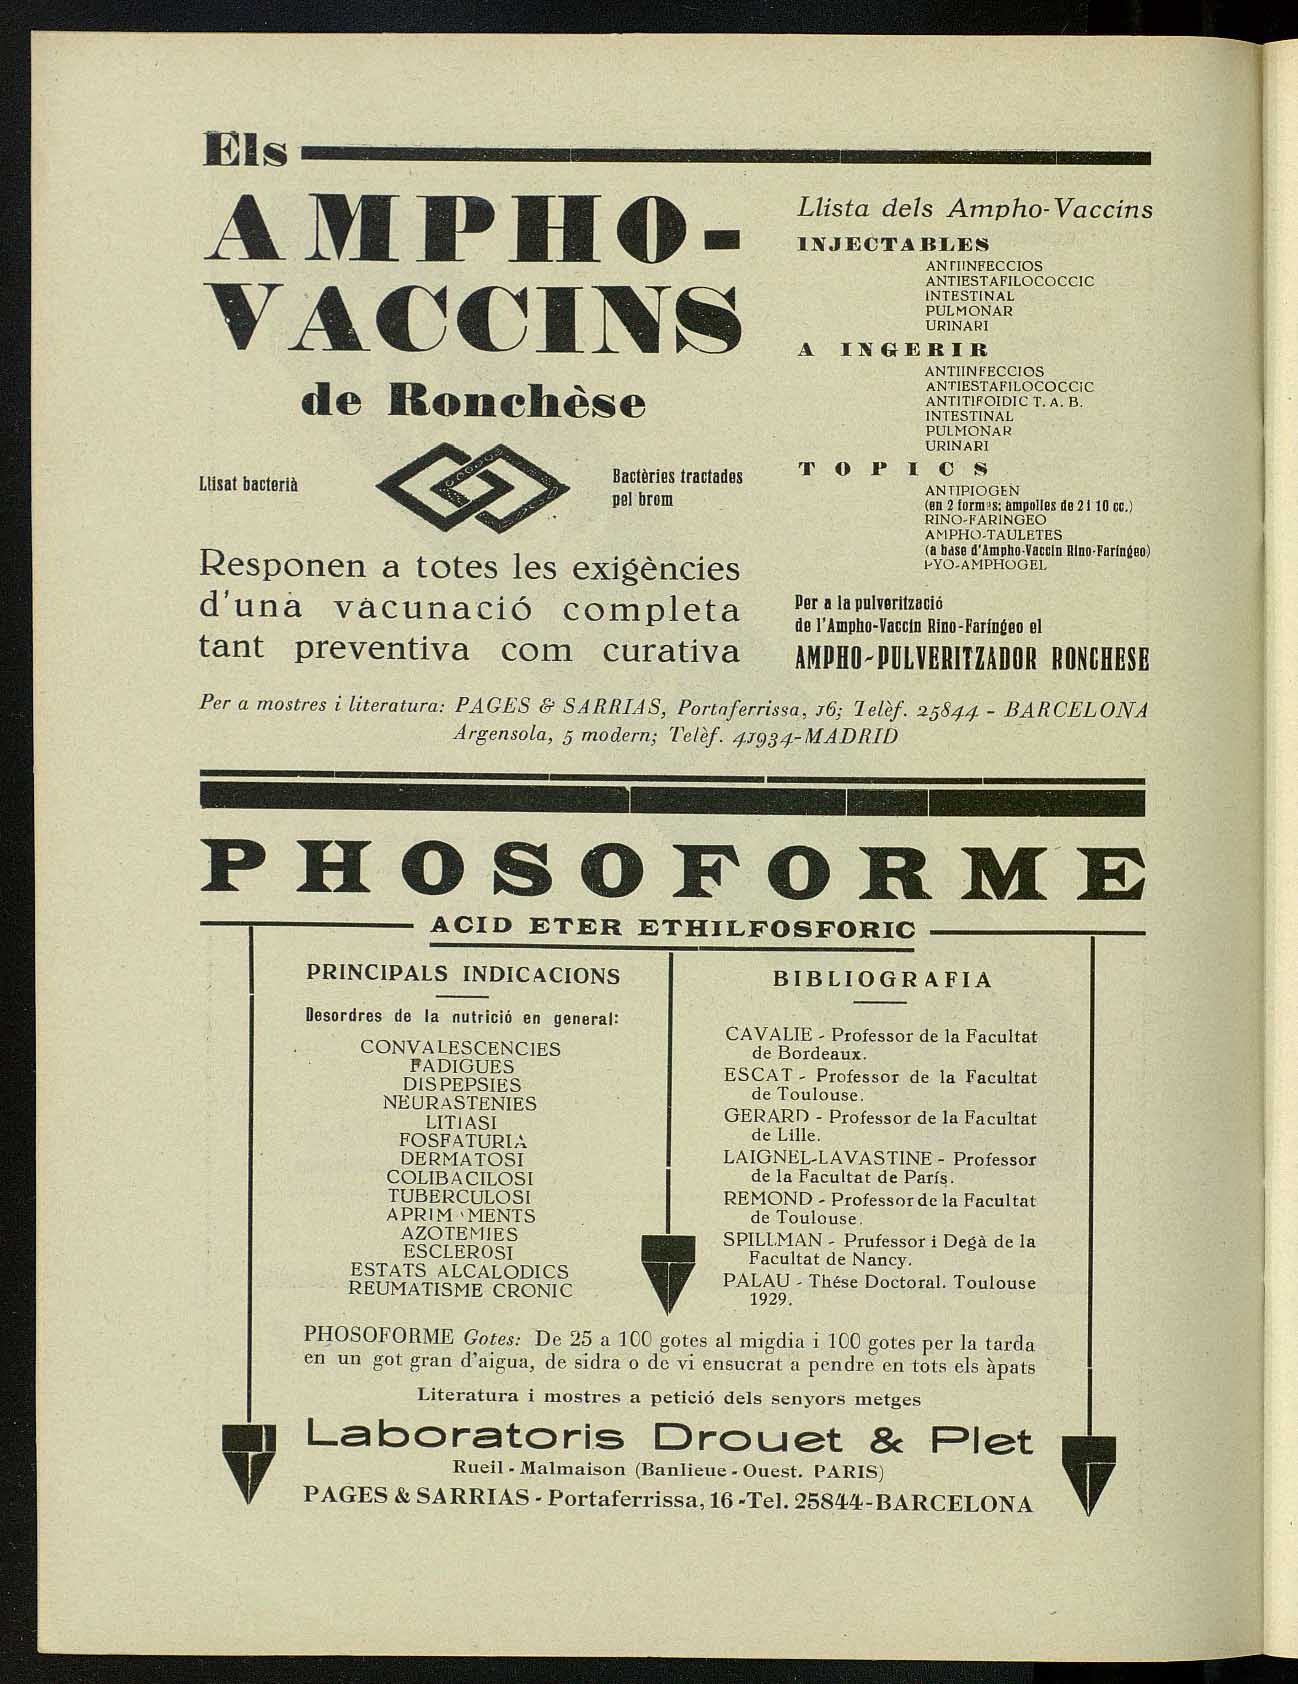 Els
AMPHO-
VACCINS
de Ronchèse
Llisat bacterià
Bactèries tractades
pel brom
Responen a totes les exigències
d'una vacunació completa
tant preventiva com curativa
Llista dels Ampho-Vaccins
INJECTABLES
ANTIINFECCIOS
ANTIESTAFILOCOCCIC
INTESTINAL
PULMONAR
URINARI
A INGERIR
ANTIINFECCIOS
ANTIESTAFILOCOCCIC
ANTITIFOIDIC T. A. B.
INTESTINAL
PULMONAR
URINARI
TOPICS
ANTIPIOGEN
(en 2 formes: ampolles de 2 i 10 cc.)
RINO-FARINGEO
AMPHO-TAULETES
(a base d'Ampho-Vaccin Rino-Faríngeo)
PYO-AMPHOGEL
Per a la pulverització
de l'Ampho-Vaccin Rino-Faríngeo el
AMPHO-PULVERITZADOR RONCHESE
Per a mostres i literatura: PAGES & SARRIAS, Portaferrissa, 16; Telèf. 25844 - BARCELONA
Argensola, 5 modern; Telèf. 41934-MADRID
PHOSOFORME
ACID ETER ETHILFOSFORIC
PRINCIPALS INDICACIONS
Desordres de la nutrició en general:
CONVALESCENCIES
FADIGUES
DISPEPSIES
NEURASTENIES
LITIASI
FOSFATURIA
DERMATOSI
COLIBACILOSI
TUBERCULOSI
APRIMAMENTS
AZOTEMIES
ESCLEROSI
ESTATS ALCALODICS
REUMATISME CRONIC
BIBLIOGRAFIA
CAVALIE - Professor de la Facultat
de Bordeaux.
ESCAT - Professor de la Facultat
de Toulouse.
GERARD - Professor de la Facultat
de Lille.
LAIGNEL-LAVASTINE - Professor
de la Facultat de París.
REMOND - Professor de la Facultat
de Toulouse.
SPILLMAN - Prufessor i Degà de la
Facultat de Nancy.
PALAU - Thése Doctoral. Toulouse
1929.
PHOSOFORME Gotes: De 25 a 100 gotes al migdia i 100 gotes per la tarda
en un got gran d'aigua, de sidra o de vi ensucrat a pendre en tots els àpats
Literatura i mostres a petició dels senyors metges
Laboratoris Drouet & Plet
Rueil - Malmaison (Banlieue - Ouest. PARIS)
PAGES & SARRIAS - Portaferrissa, 16 - Tel. 25844 - BARCELONA